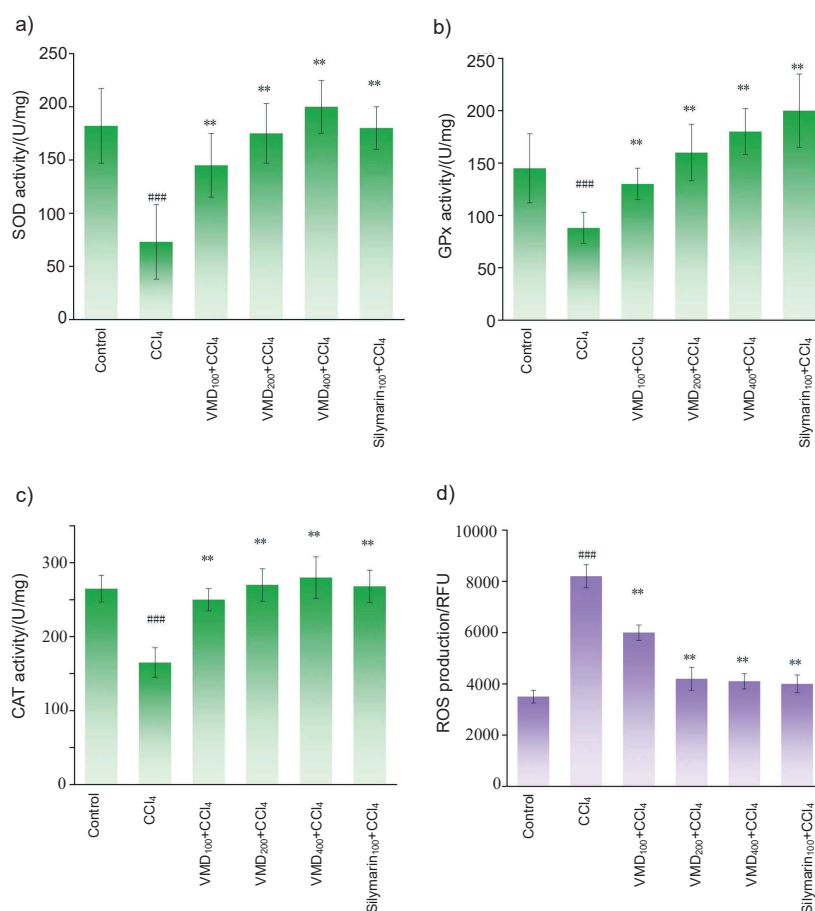 a)
SOD activity/(U/mg)
250
200
150
100
50
0
**
**
**
**
###
Control
CCl₄
VMD₁₀₀+CCl₄
VMD₂₀₀+CCl₄
VMD₄₀₀+CCl₄
Silymarin₁₀₀+CCl₄
b)
GPx activity/(U/mg)
200
150
100
50
0
**
**
**
**
###
Control
CCl₄
VMD₁₀₀+CCl₄
VMD₂₀₀+CCl₄
VMD₄₀₀+CCl₄
Silymarin₁₀₀+CCl₄
c)
CAT activity/(U/mg)
300
200
100
0
###
**
**
**
**
Control
CCl₄
VMD₁₀₀+CCl₄
VMD₂₀₀+CCl₄
VMD₄₀₀+CCl₄
Silymarin₁₀₀+CCl₄
d)
ROS production/RFU
10000
8000
6000
4000
2000
0
###
**
**
**
**
Control
CCl₄
VMD₁₀₀+CCl₄
VMD₂₀₀+CCl₄
VMD₄₀₀+CCl₄
Silymarin₁₀₀+CCl₄